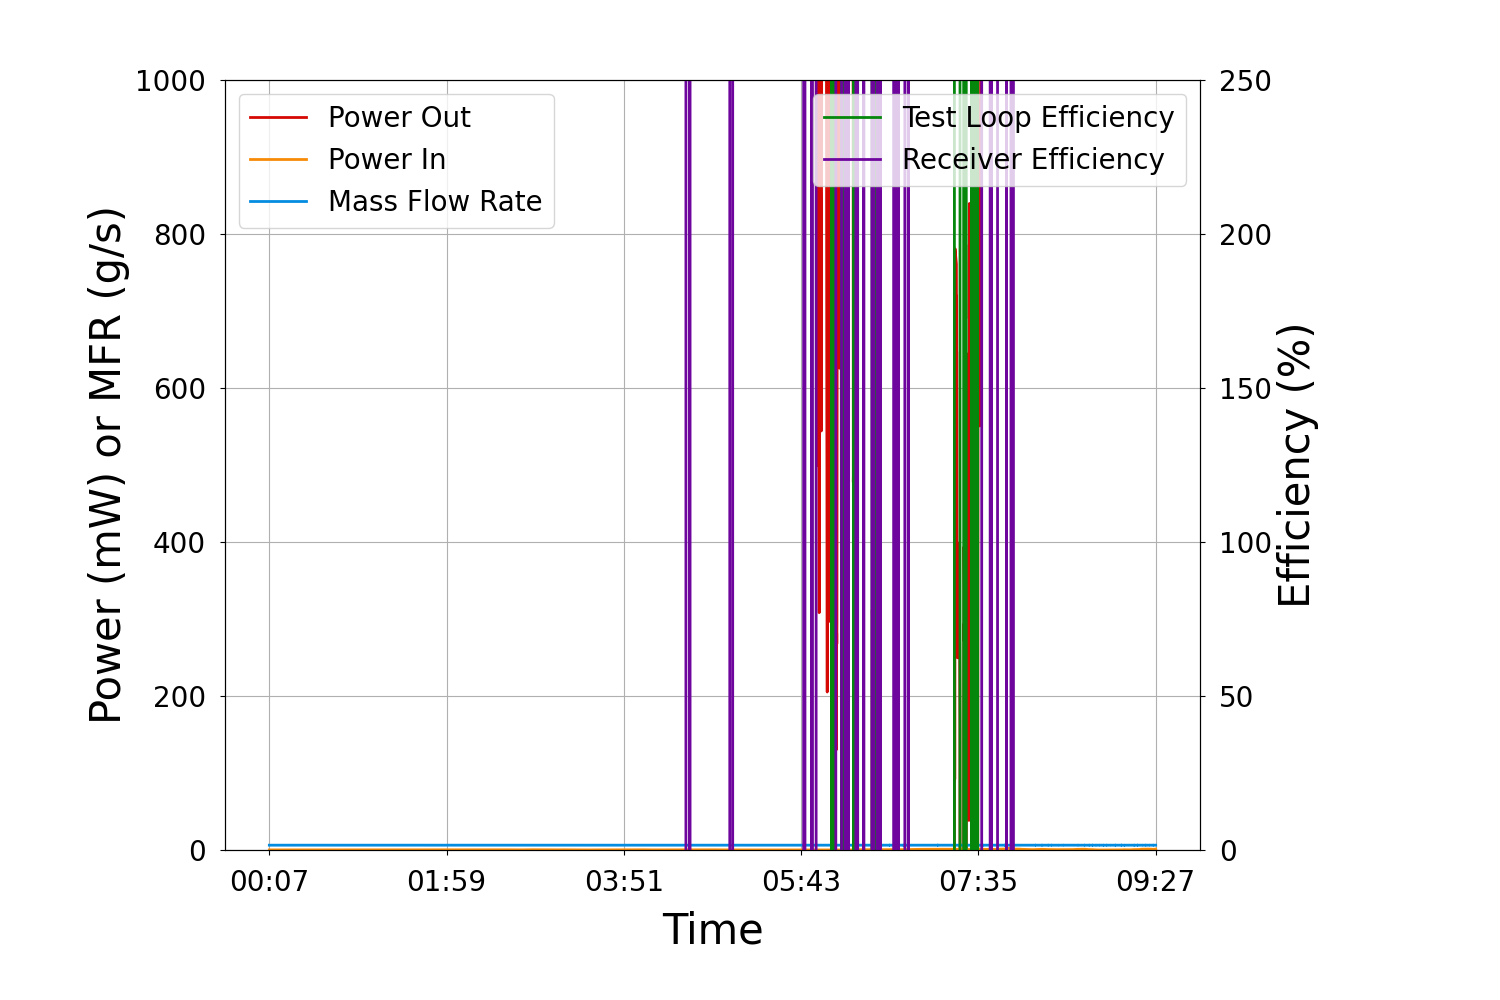 1000
800
600
400
200
0
Power (mW) or MFR (g/s)
Power Out
Power In
Mass Flow Rate
Test Loop Efficiency
Receiver Efficiency
250
200
150
100
50
0
Efficiency (%)
00:07 01:59 03:51 05:43 07:35 09:27
Time